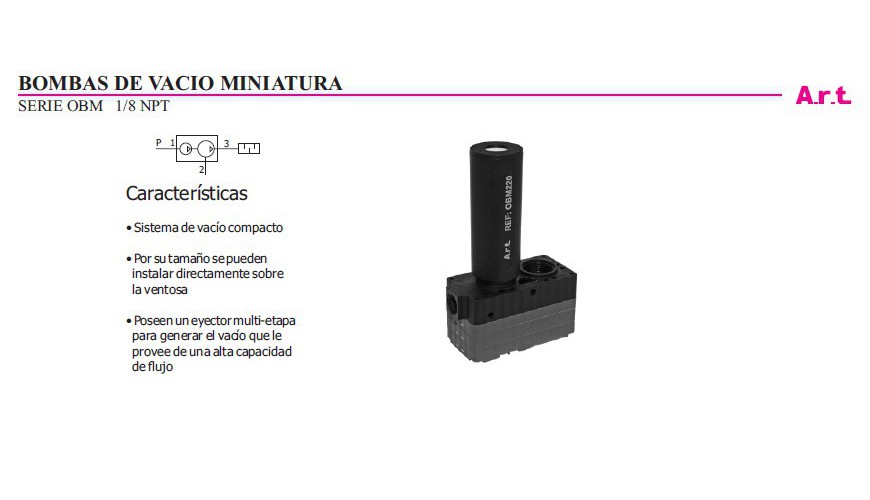 BOMBAS DE VACIO MINIATURA
SERIE OBM 1/8 NPT
A.r.t.
P 1 3
2
Características
• Sistema de vacío compacto
• Por su tamaño se pueden
instalar directamente sobre
la ventosa
• Poseen un eyector multi-etapa
para generar el vacío que le
provee de una alta capacidad
de flujo
A.r.t. REF: OBM220